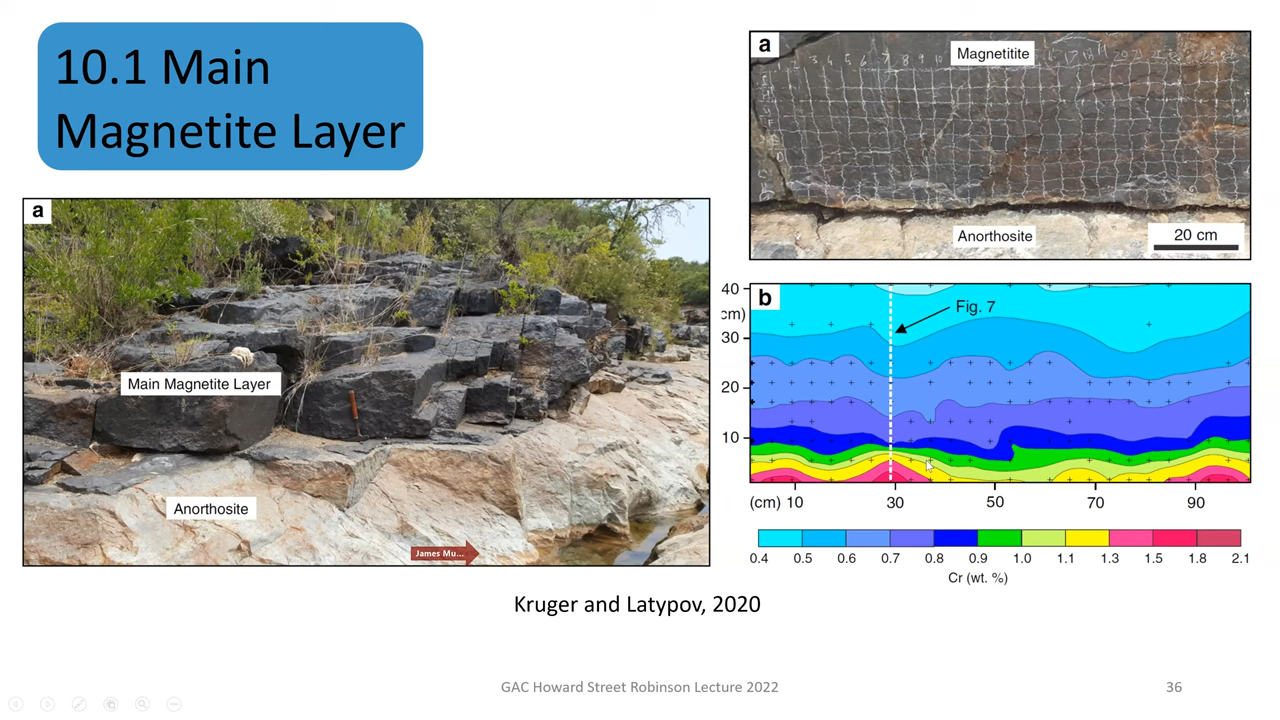 10.1 Main
Magnetite Layer
a
Main Magnetite Layer
Anorthosite
James Mu...
a
Magnetitite
Anorthosite
20 cm
b
Fig. 7
40
cm)
30
20
10
(cm) 10 30 50 70 90
0.4 0.5 0.6 0.7 0.8 0.9 1.0 1.1 1.3 1.5 1.8 2.1
Cr (wt. %)
Kruger and Latypov, 2020
GAC Howard Street Robinson Lecture 2022
36